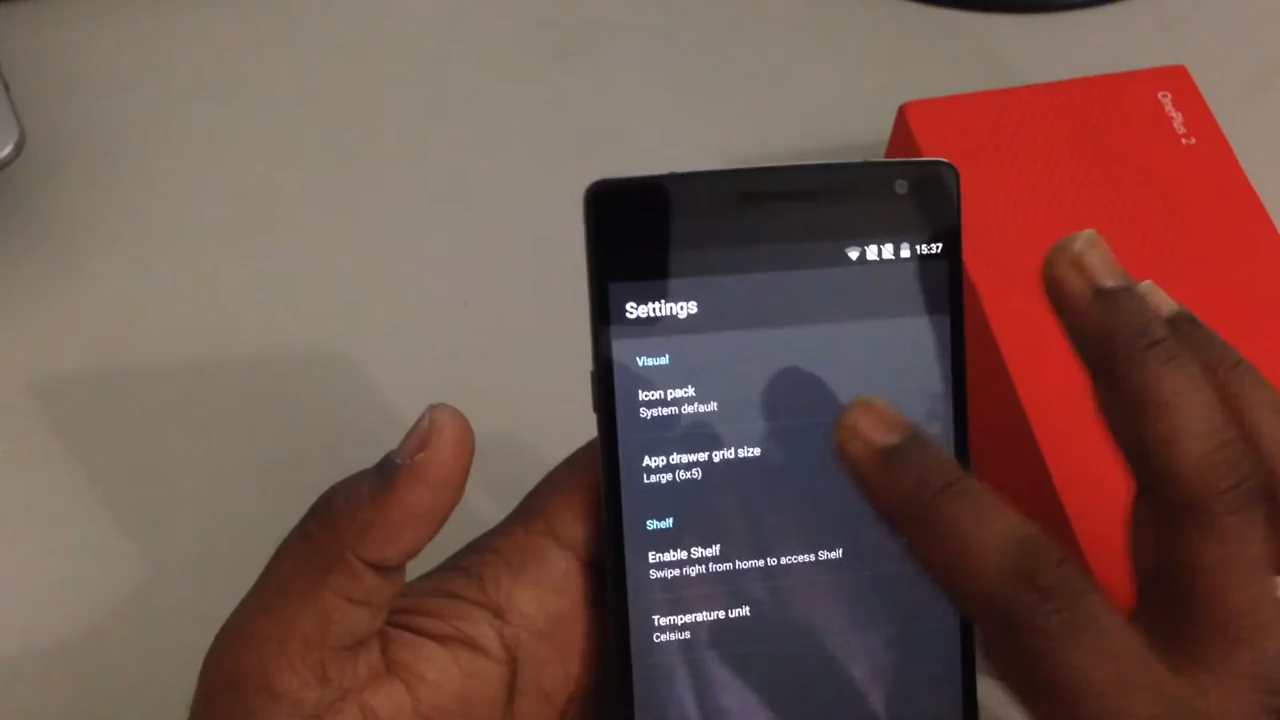 OnePlus 2
15:37
Settings
Visual
Icon pack
System default
App drawer grid size
Large (6x5)
Shelf
Enable Shelf
Swipe right from home to access Shelf
Temperature unit
Celsius